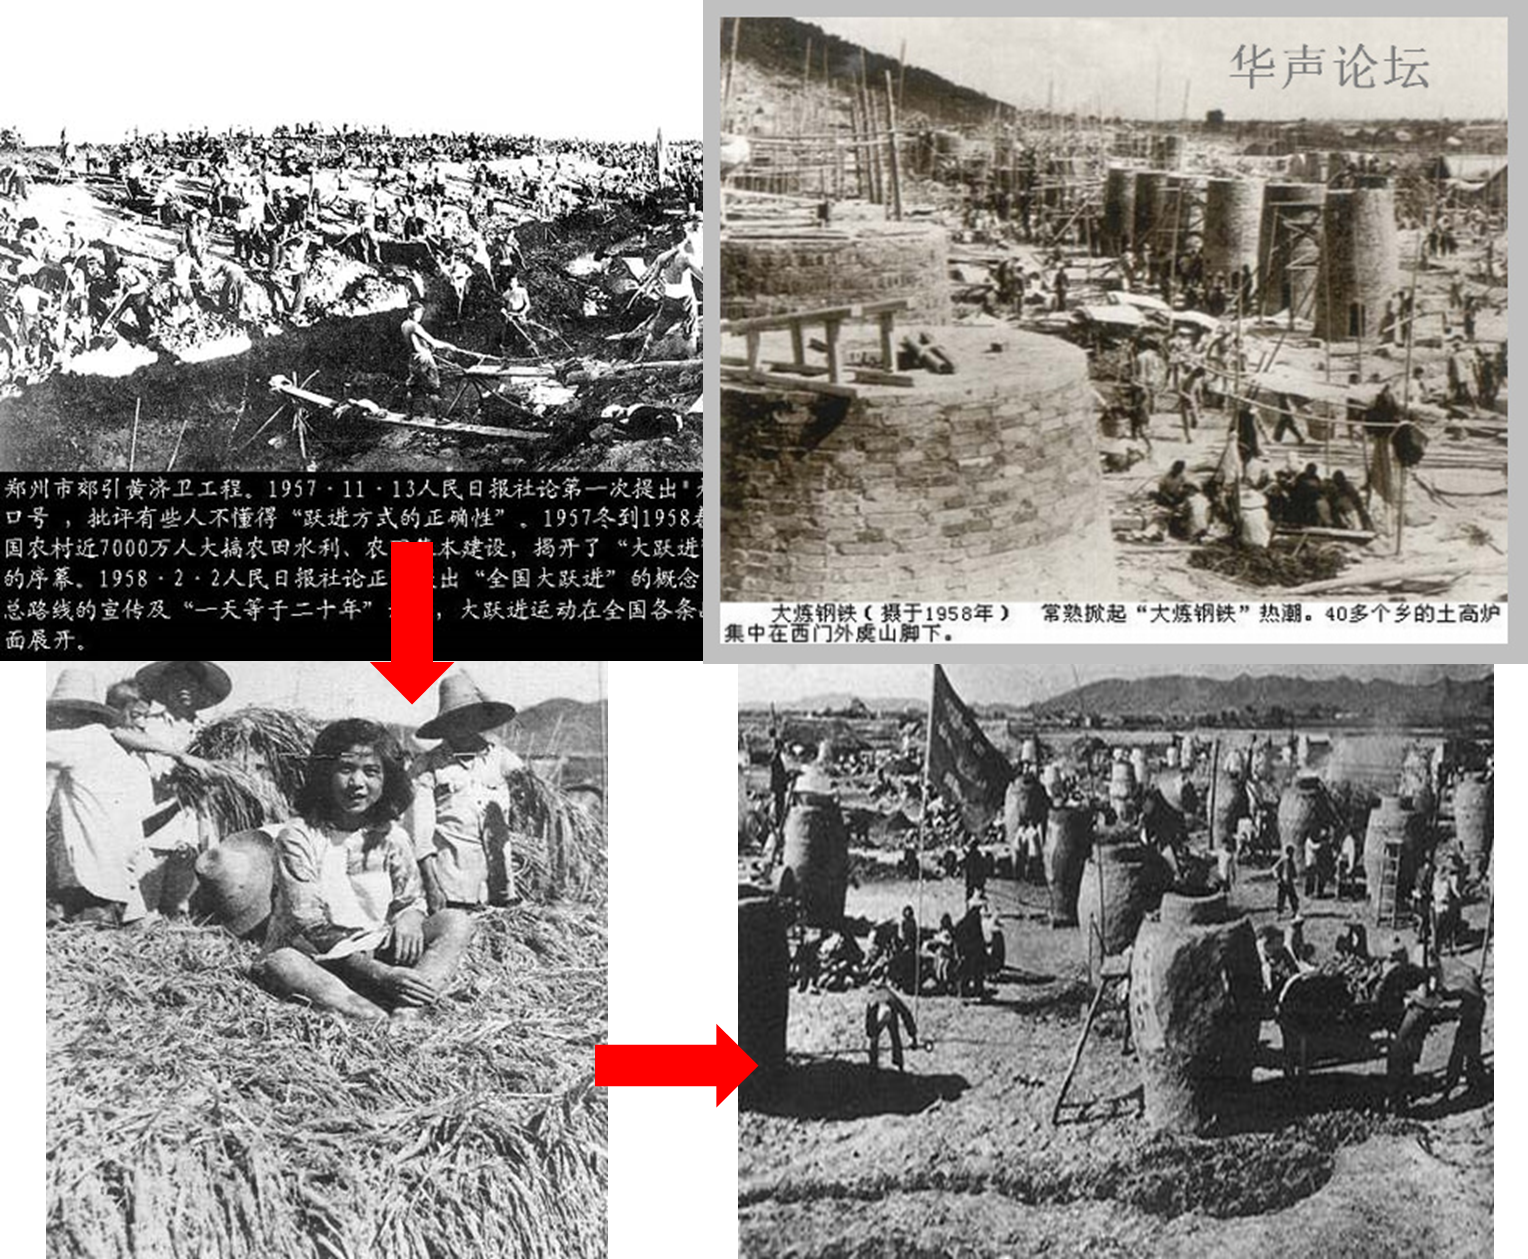 郑州市郊引黄济卫工程。1957·11·13人民日报社论第一次提出"
口号，批评有些人不懂得“跃进方式的正确性”。1957冬到1958
国农村近7000万人大搞农田水利、农 本建设，揭开了“大跃进
的序幕。1958·2·2人民日报社论正 出“全国大跃进”的概念
总路线的宣传及“一天等于二十年” ，大跃进运动在全国各条
面展开。
华声论坛
大炼钢铁（摄于1958年） 常熟掀起“大炼钢铁”热潮。40多个乡的土高炉
集中在西门外虞山脚下。